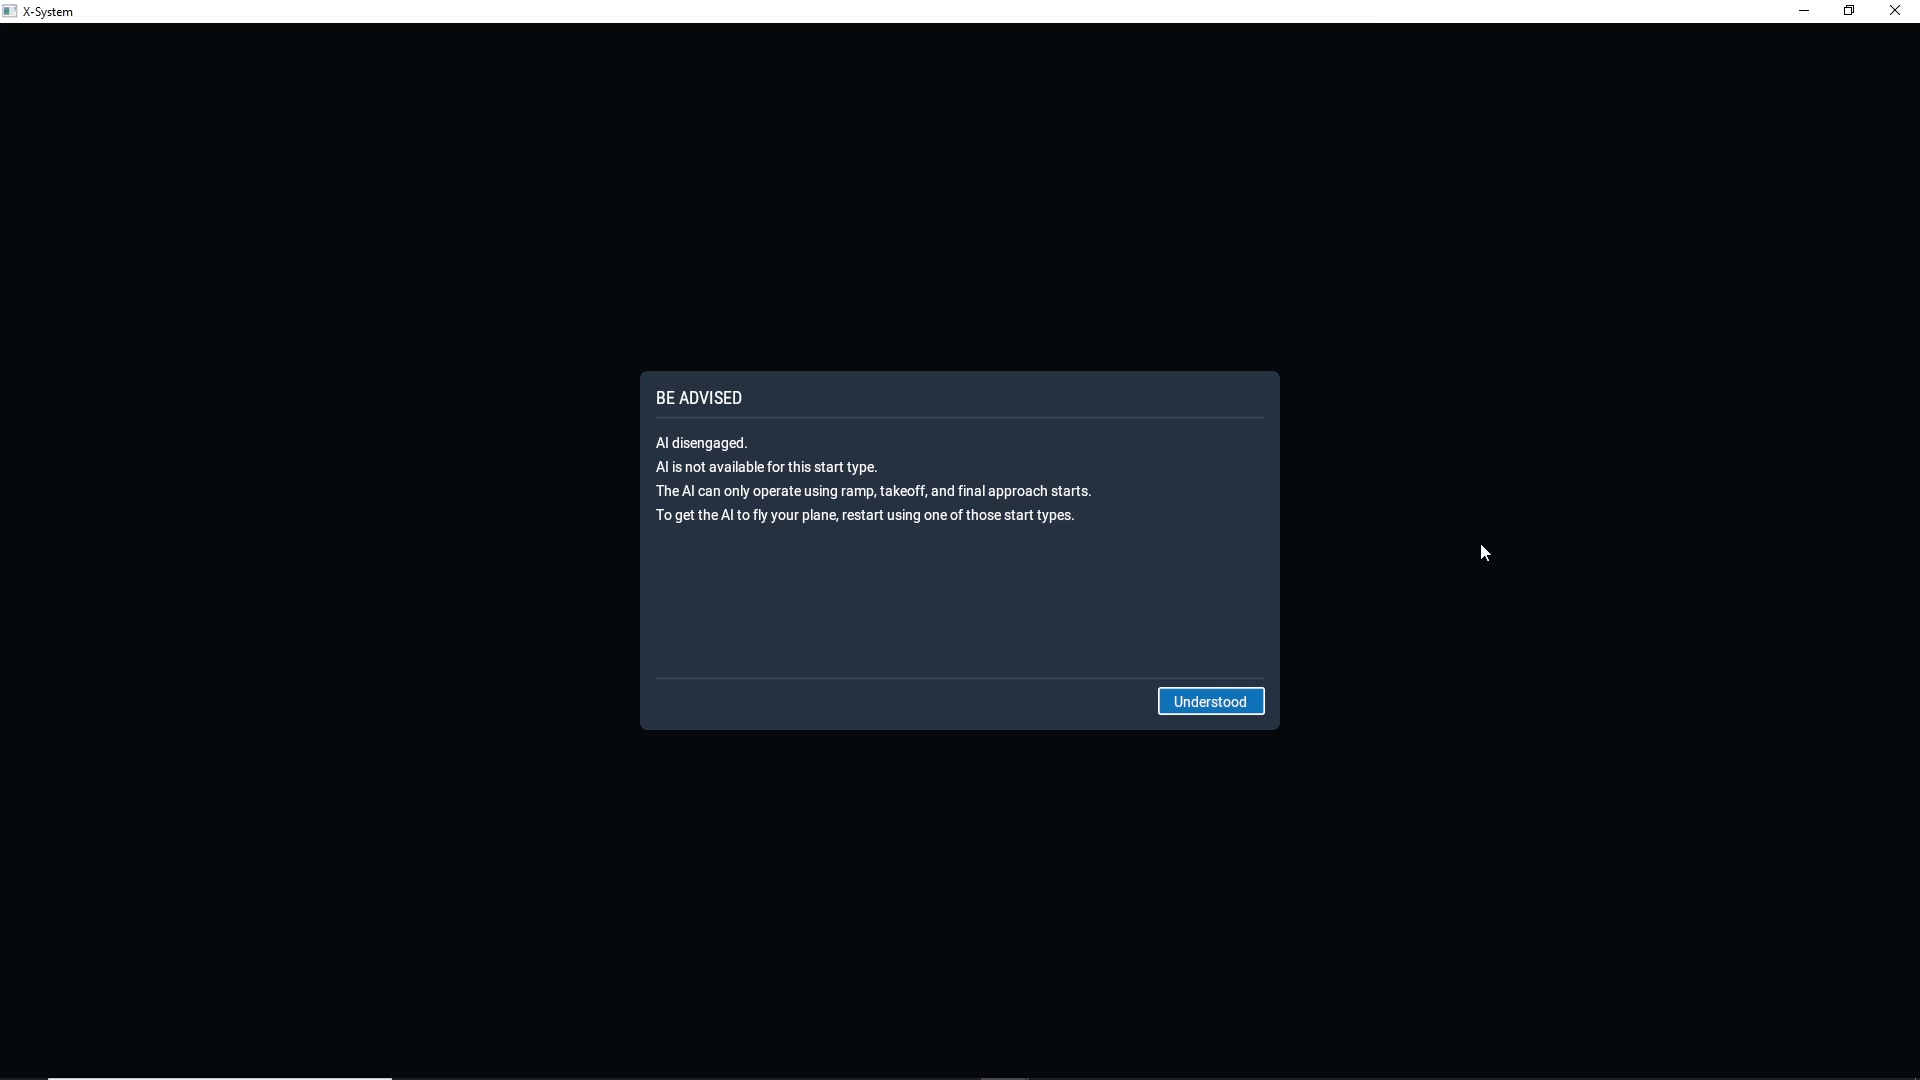 X-System
BE ADVISED
AI disengaged.
AI is not available for this start type.
The AI can only operate using ramp, takeoff, and final approach starts.
To get the AI to fly your plane, restart using one of those start types.
Understood